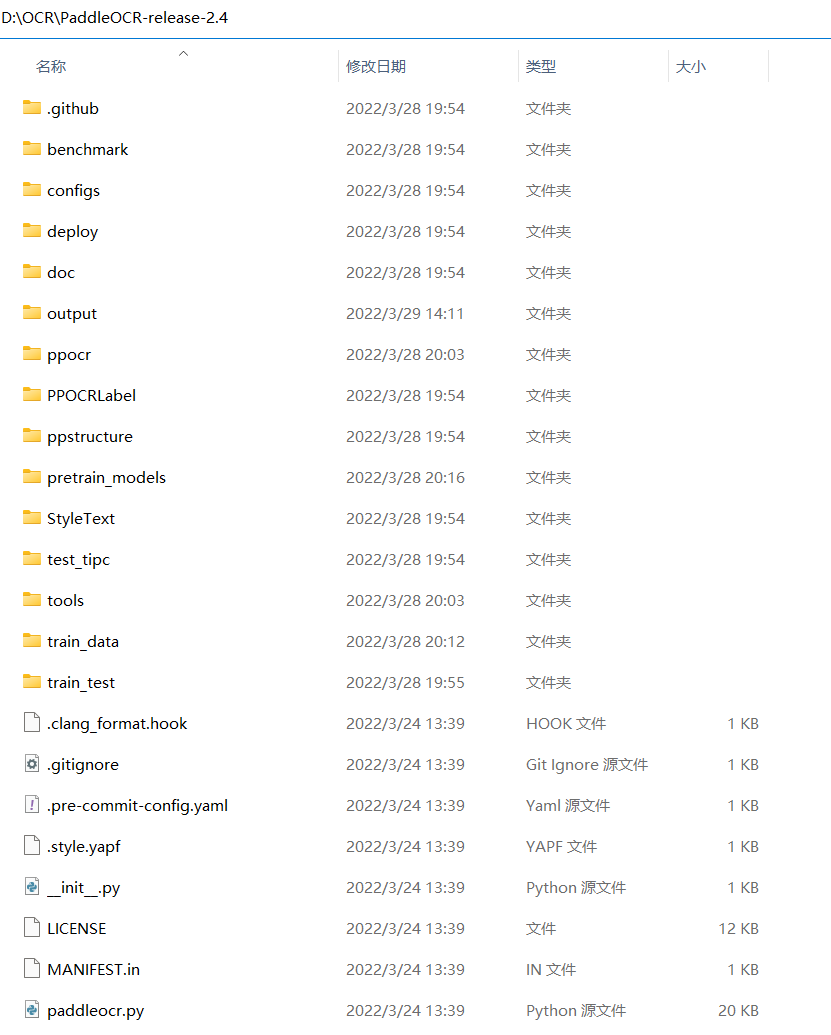 D:\OCR\PaddleOCR-release-2.4
名称 修改日期 类型 大小
.github 2022/3/28 19:54 文件夹
benchmark 2022/3/28 19:54 文件夹
configs 2022/3/28 19:54 文件夹
deploy 2022/3/28 19:54 文件夹
doc 2022/3/28 19:54 文件夹
output 2022/3/29 14:11 文件夹
ppocr 2022/3/28 20:03 文件夹
PPOCRLabel 2022/3/28 19:54 文件夹
ppstructure 2022/3/28 19:54 文件夹
pretrain_models 2022/3/28 20:16 文件夹
StyleText 2022/3/28 19:54 文件夹
test_tipc 2022/3/28 19:54 文件夹
tools 2022/3/28 20:03 文件夹
train_data 2022/3/28 20:12 文件夹
train_test 2022/3/28 19:55 文件夹
.clang_format.hook 2022/3/24 13:39 HOOK 文件 1 KB
.gitignore 2022/3/24 13:39 Git Ignore 源文件 1 KB
.pre-commit-config.yaml 2022/3/24 13:39 Yaml 源文件 1 KB
.style.yapf 2022/3/24 13:39 YAPF 文件 1 KB
__init__.py 2022/3/24 13:39 Python 源文件 1 KB
LICENSE 2022/3/24 13:39 文件 12 KB
MANIFEST.in 2022/3/24 13:39 IN 文件 1 KB
paddleocr.py 2022/3/24 13:39 Python 源文件 20 KB